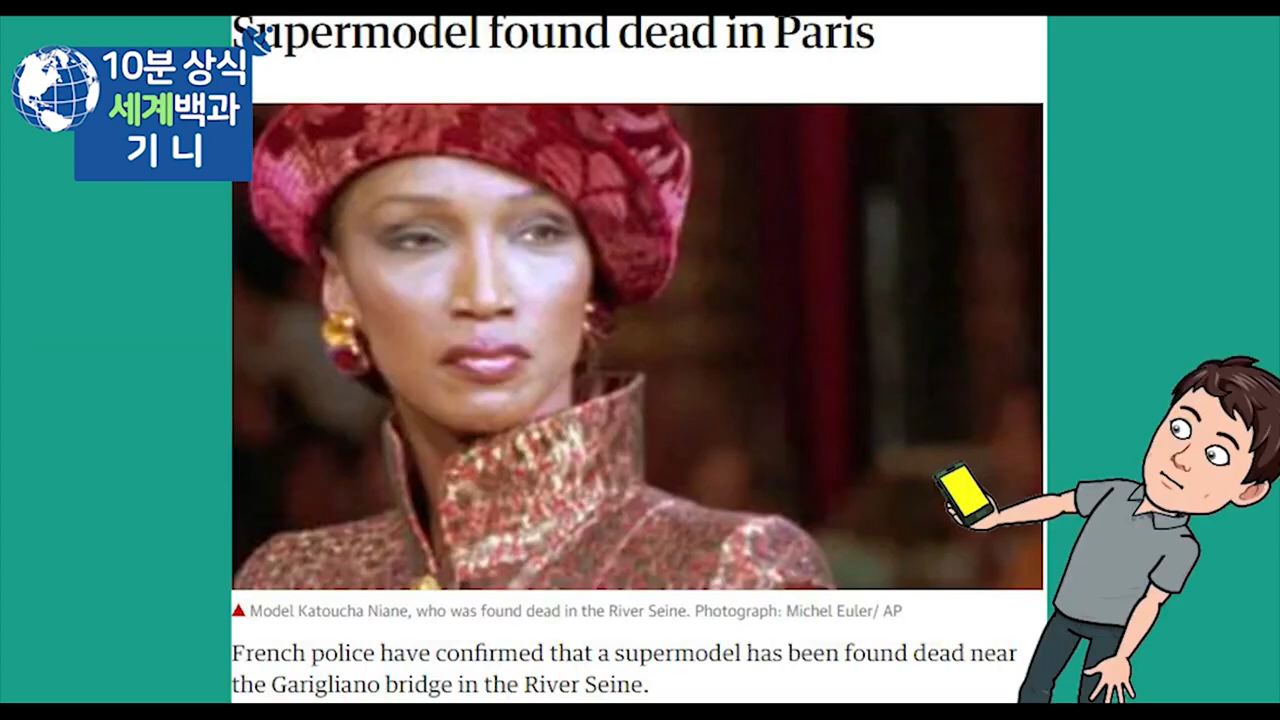 Supermodel found dead in Paris
10분 상식
세계백과
기니
Model Katoucha Niane, who was found dead in the River Seine. Photograph: Michel Euler/ AP
French police have confirmed that a supermodel has been found dead near
the Garigliano bridge in the River Seine.